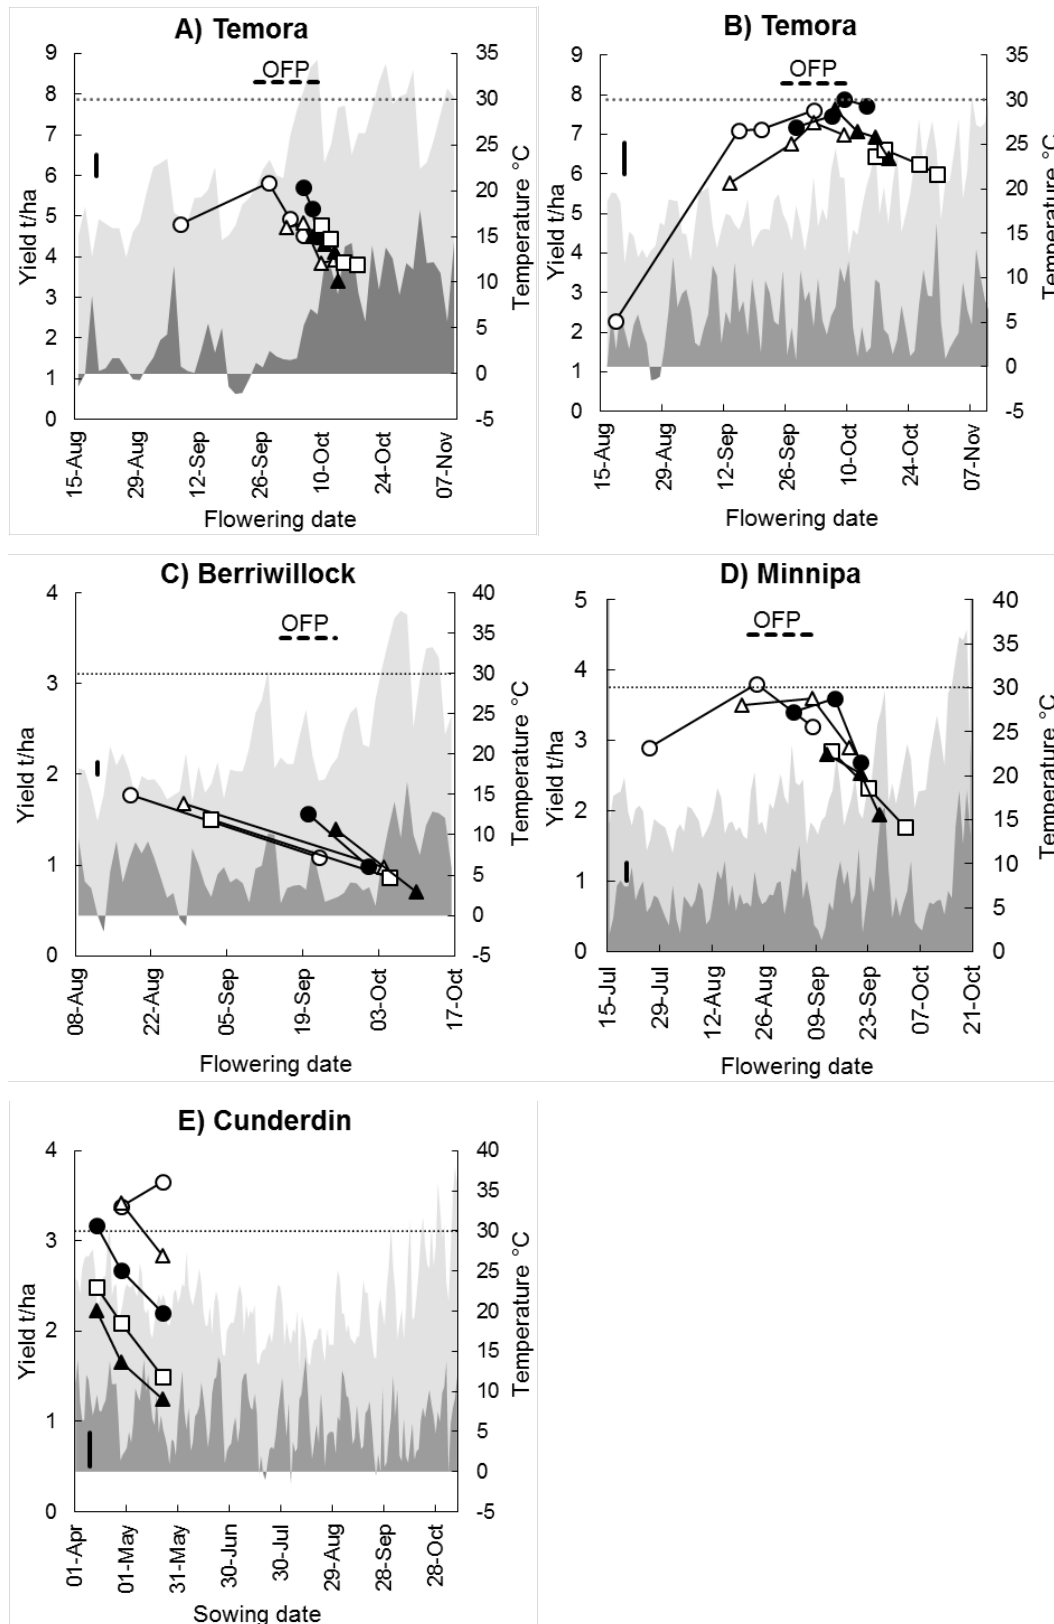 A) Temora
OFP
9
8
7
6
5
4
3
2
1
0
35
30
25
20
15
10
5
0
-5
Yield t/ha
Temperature °C
15-Aug
29-Aug
12-Sep
26-Sep
10-Oct
24-Oct
07-Nov
Flowering date
B) Temora
OFP
9
8
7
6
5
4
3
2
1
0
35
30
25
20
15
10
5
0
-5
Yield t/ha
Temperature °C
15-Aug
29-Aug
12-Sep
26-Sep
10-Oct
24-Oct
07-Nov
Flowering date
C) Berriwillock
OFP
4
3
2
1
0
40
35
30
25
20
15
10
5
0
-5
Yield t/ha
Temperature °C
08-Aug
22-Aug
05-Sep
19-Sep
03-Oct
17-Oct
Flowering date
D) Minnipa
OFP
5
4
3
2
1
0
40
35
30
25
20
15
10
5
0
Yield t/ha
Temperature °C
15-Jul
29-Jul
12-Aug
26-Aug
09-Sep
23-Sep
07-Oct
21-Oct
Flowering date
E) Cunderdin
4
3
2
1
0
40
35
30
25
20
15
10
5
0
-5
Yield t/ha
Temperature °C
01-Apr
01-May
31-May
30-Jun
30-Jul
29-Aug
28-Sep
28-Oct
Sowing date